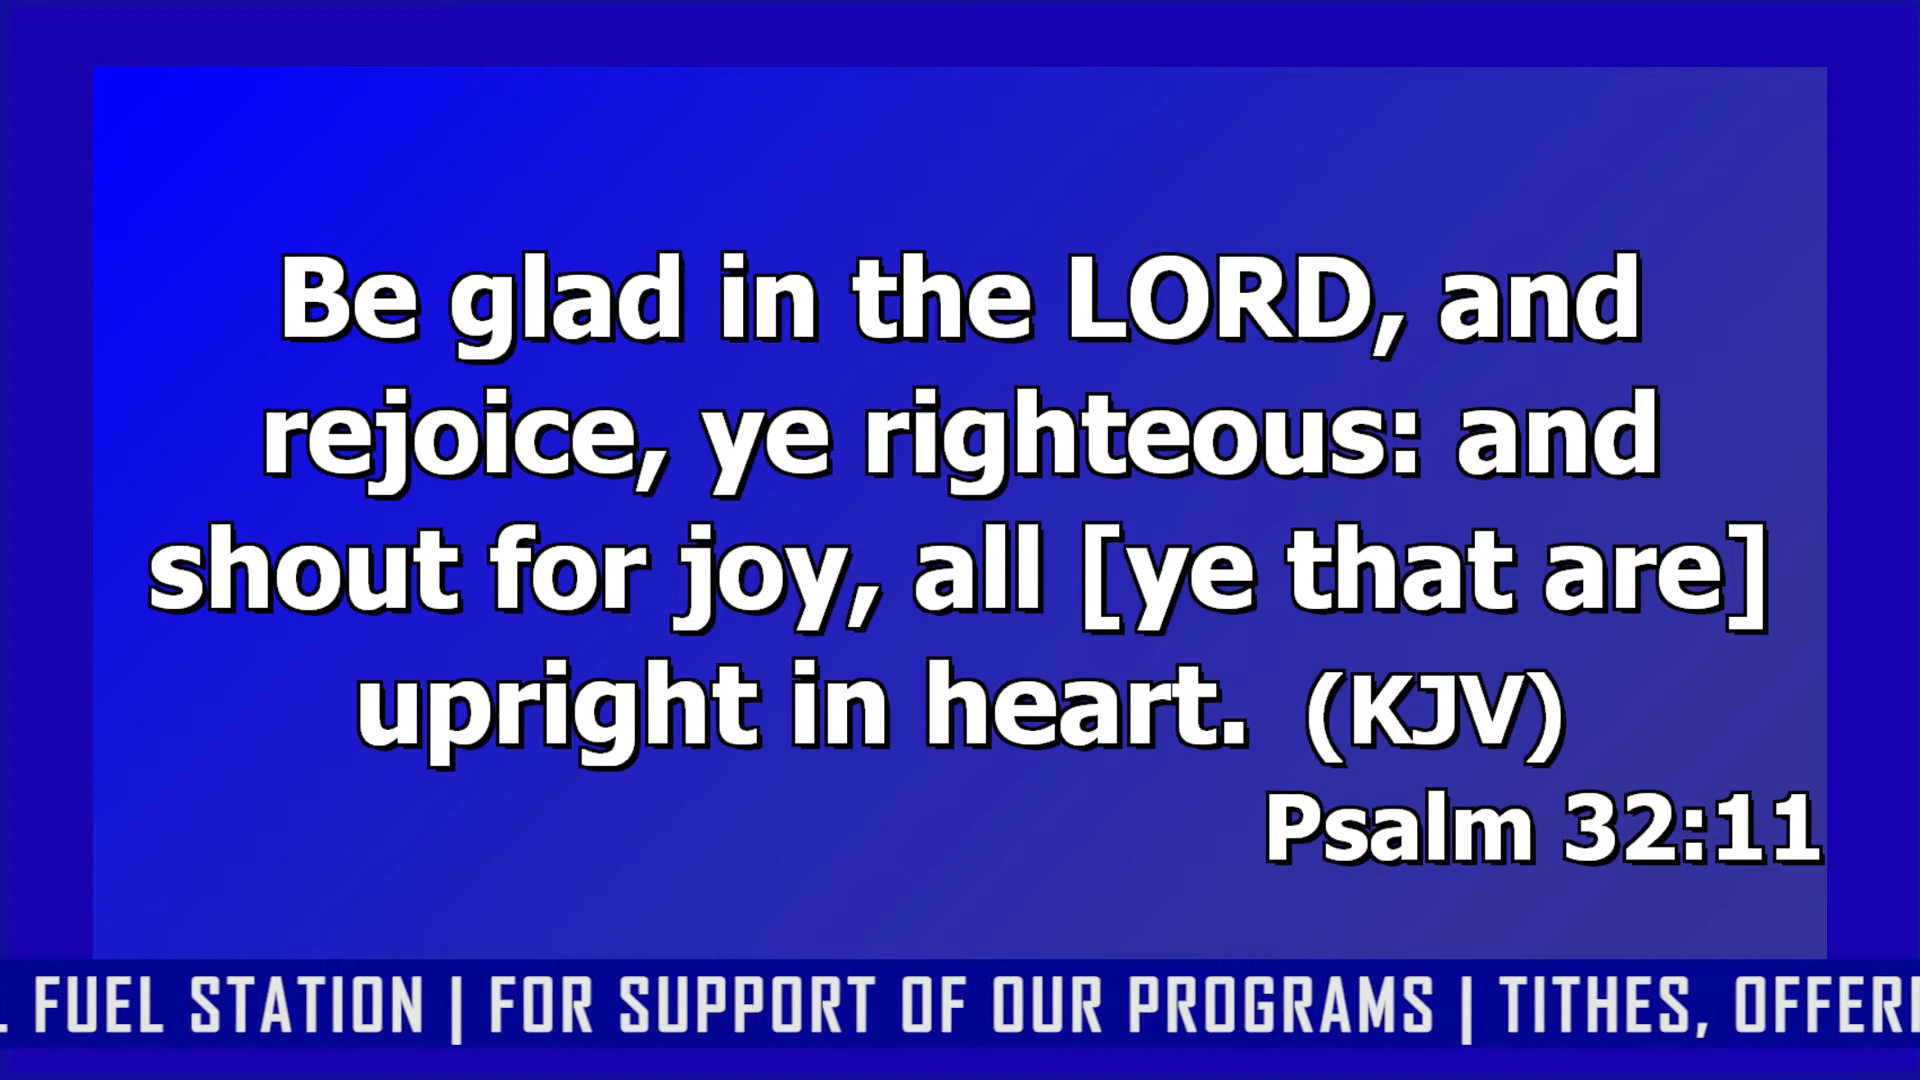 Be glad in the LORD, and
rejoice, ye righteous: and
shout for joy, all [ye that are]
upright in heart. (KJV)
Psalm 32:11
FUEL STATION | FOR SUPPORT OF OUR PROGRAMS | TITHES,